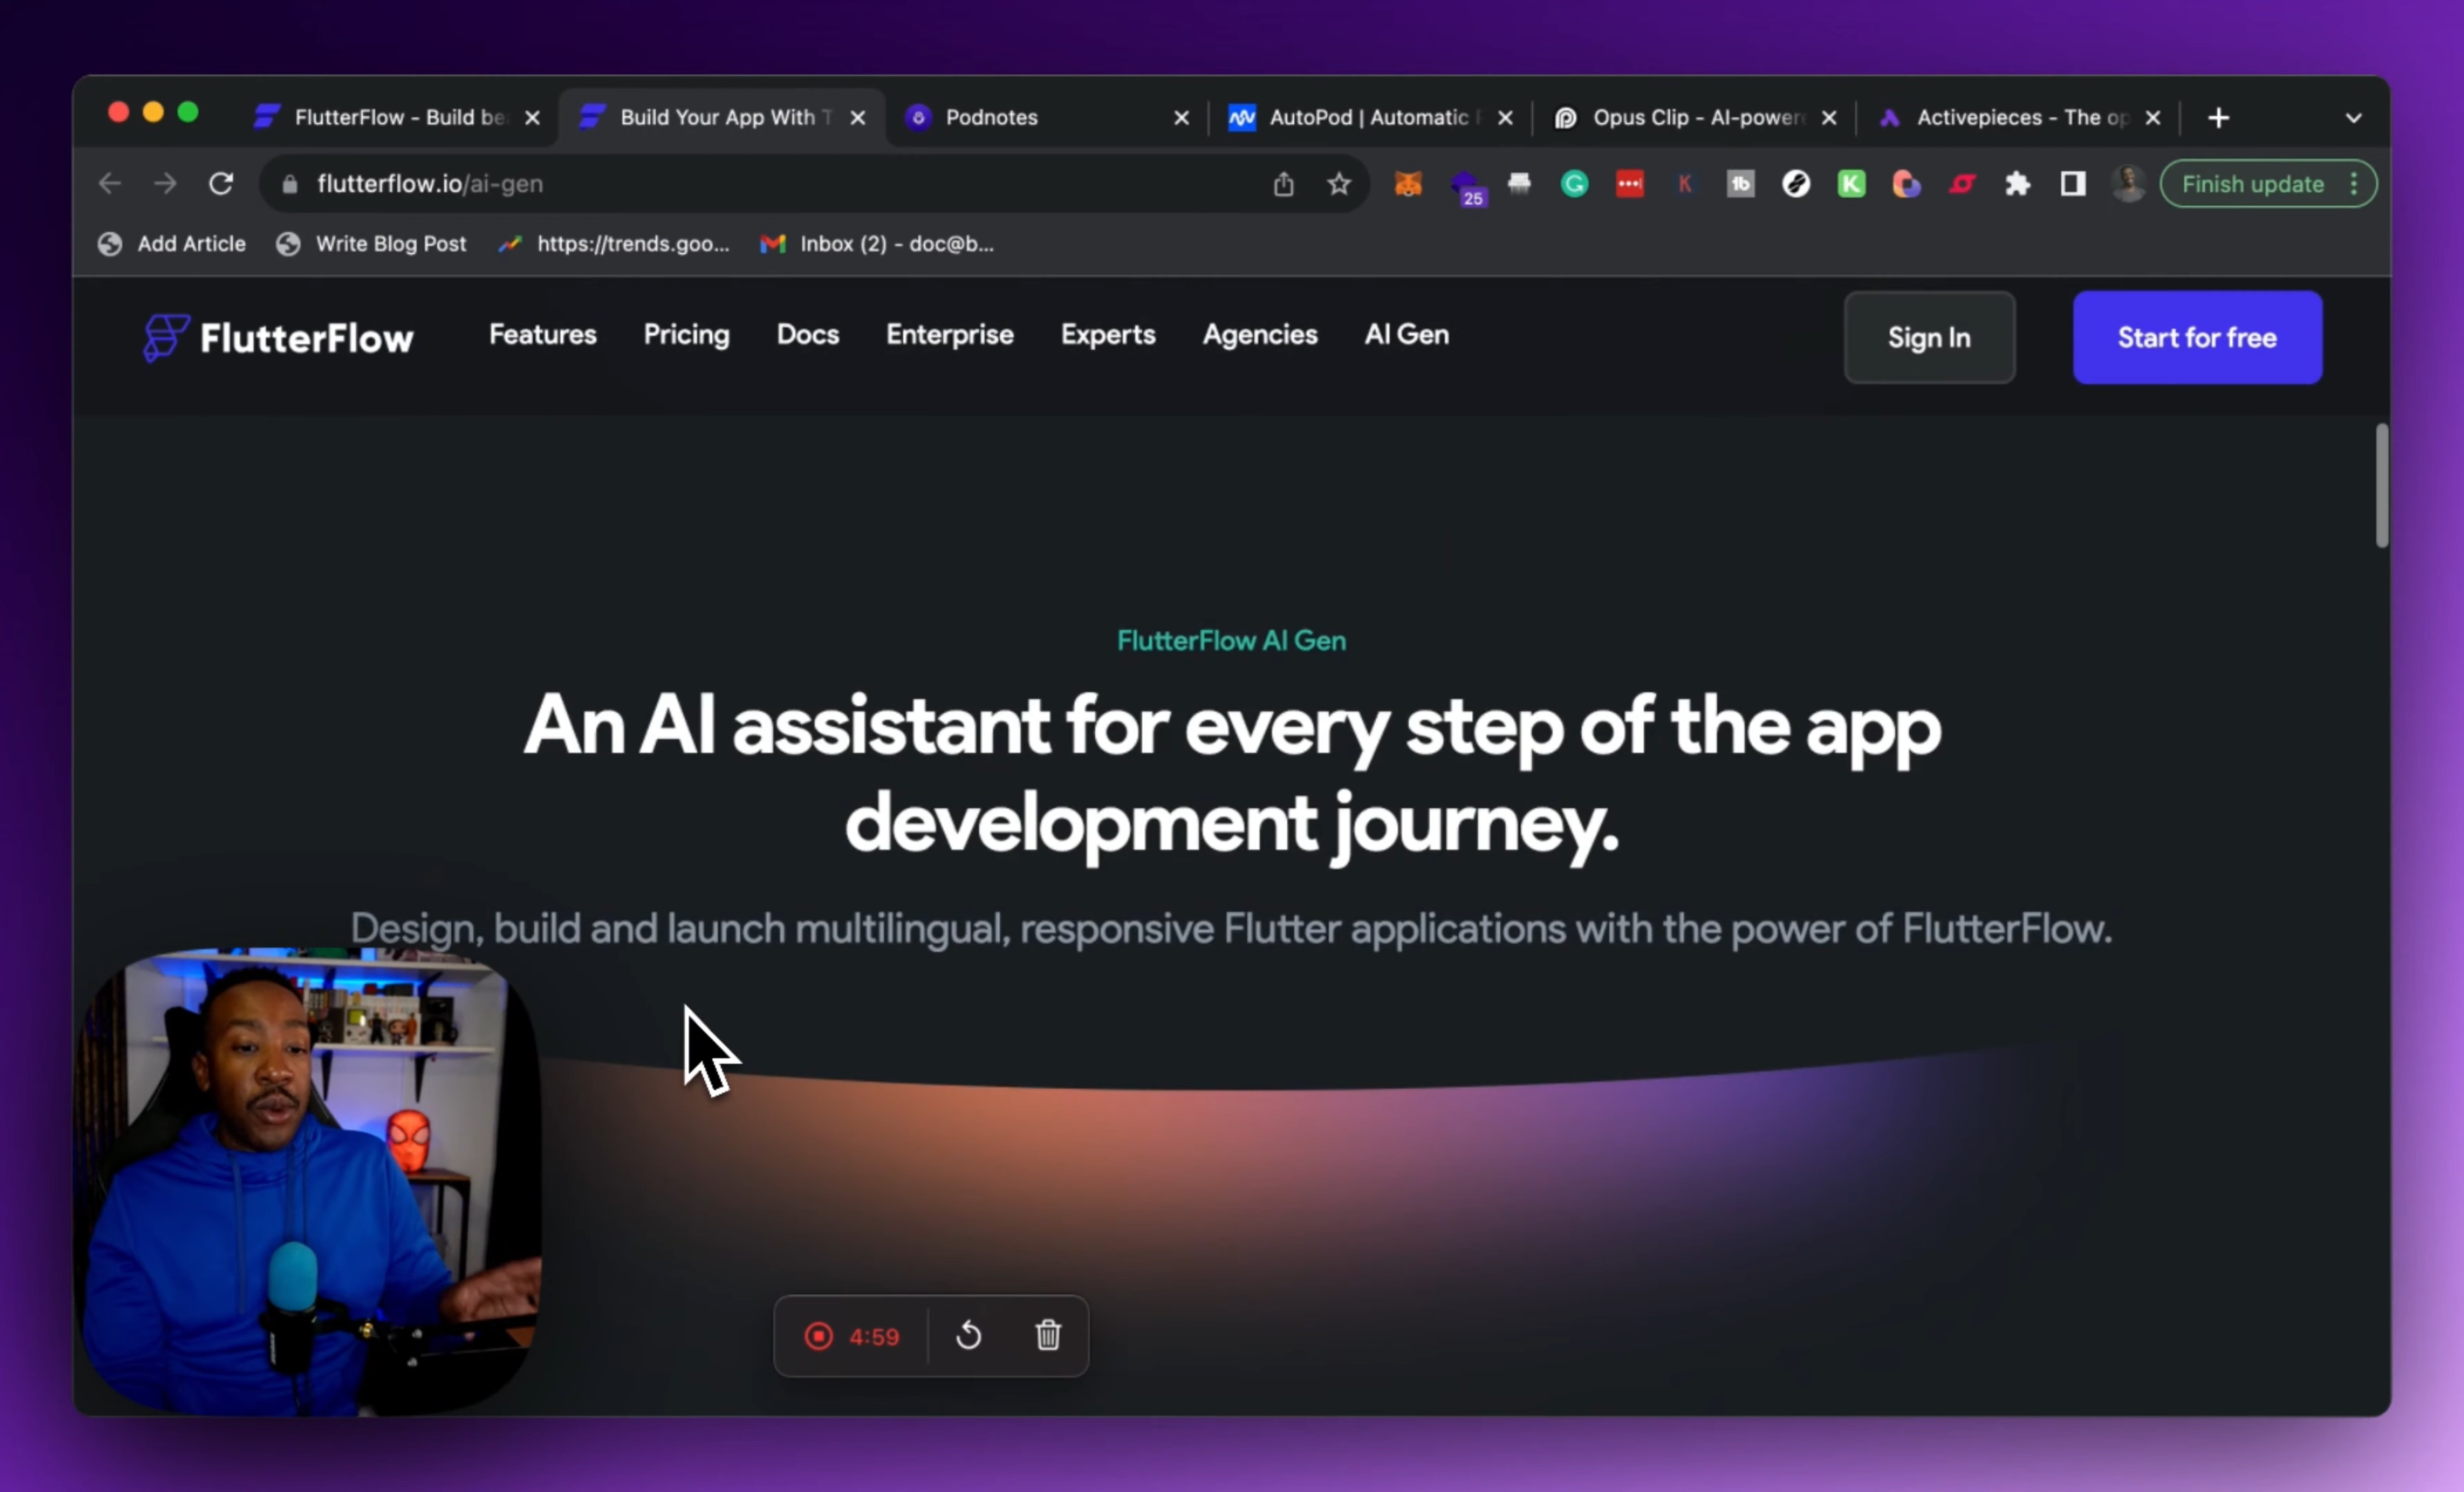 FlutterFlow - Build be
Build Your App With T
Podnotes
AutoPod | Automatic
Opus Clip - AI-powere
Activepieces - The op
flutterflow.io/ai-gen
25
Finish update
Add Article
Write Blog Post
https://trends.goo...
Inbox (2) - doc@b...
FlutterFlow
Features
Pricing
Docs
Enterprise
Experts
Agencies
AI Gen
Sign In
Start for free
FlutterFlow AI Gen
An AI assistant for every step of the app
development journey.
Design, build and launch multilingual, responsive Flutter applications with the power of FlutterFlow.
4:59